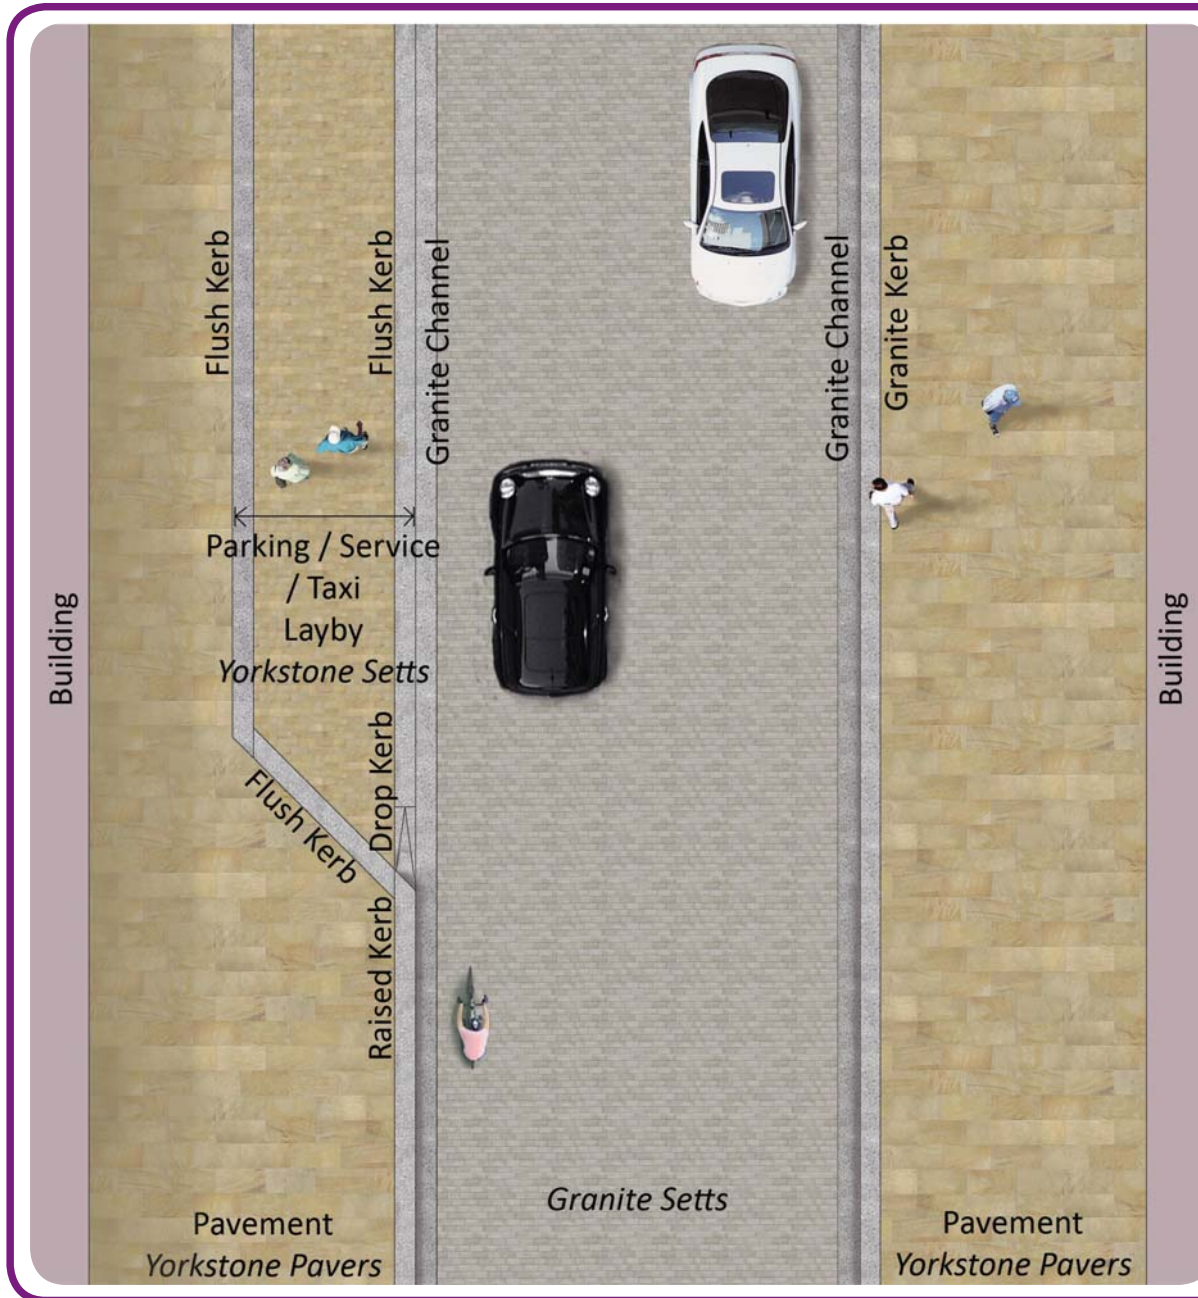 Flush Kerb
Flush Kerb
Granite Channel
Granite Channel
Granite Kerb
Parking / Service
/ Taxi
Layby
Yorkstone Setts
Building
Building
Drop Kerb
Flush Kerb
Raised Kerb
Granite Setts
Pavement
Yorkstone Pavers
Pavement
Yorkstone Pavers